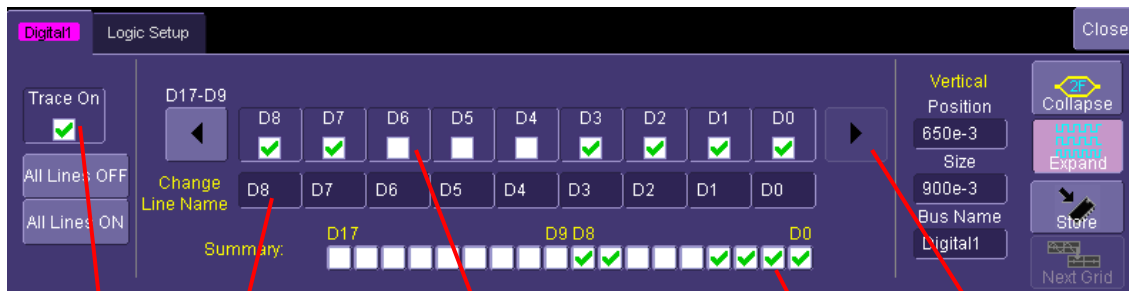 Digital1 Logic Setup Close
Trace On
All Lines OFF
All Lines ON
D17-D9
D8 D7 D6 D5 D4 D3 D2 D1 D0
Change
Line Name
D8 D7 D6 D5 D4 D3 D2 D1 D0
Summary:
D17 D9 D8 D0
Vertical
Position
650e-3
Size
900e-3
Bus Name
Digital1
2F
Collapse
Expand
Store
Next Grid